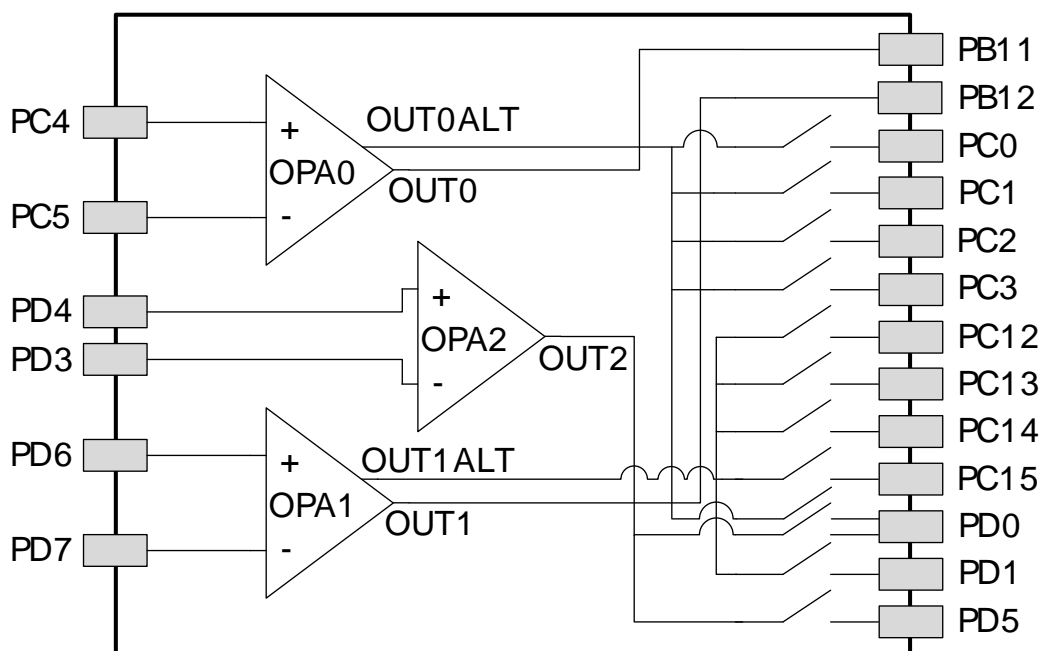 PB11
PB12
PC4
+
OUT0ALT
PC0
OPA0
OUT0
PC1
PC5
-
PC2
PD4
+
PC3
OPA2
OUT2
PC12
PD3
-
PC13
PD6
+
OUT1ALT
PC14
PC15
OPA1
OUT1
PD0
PD7
-
PD1
PD5